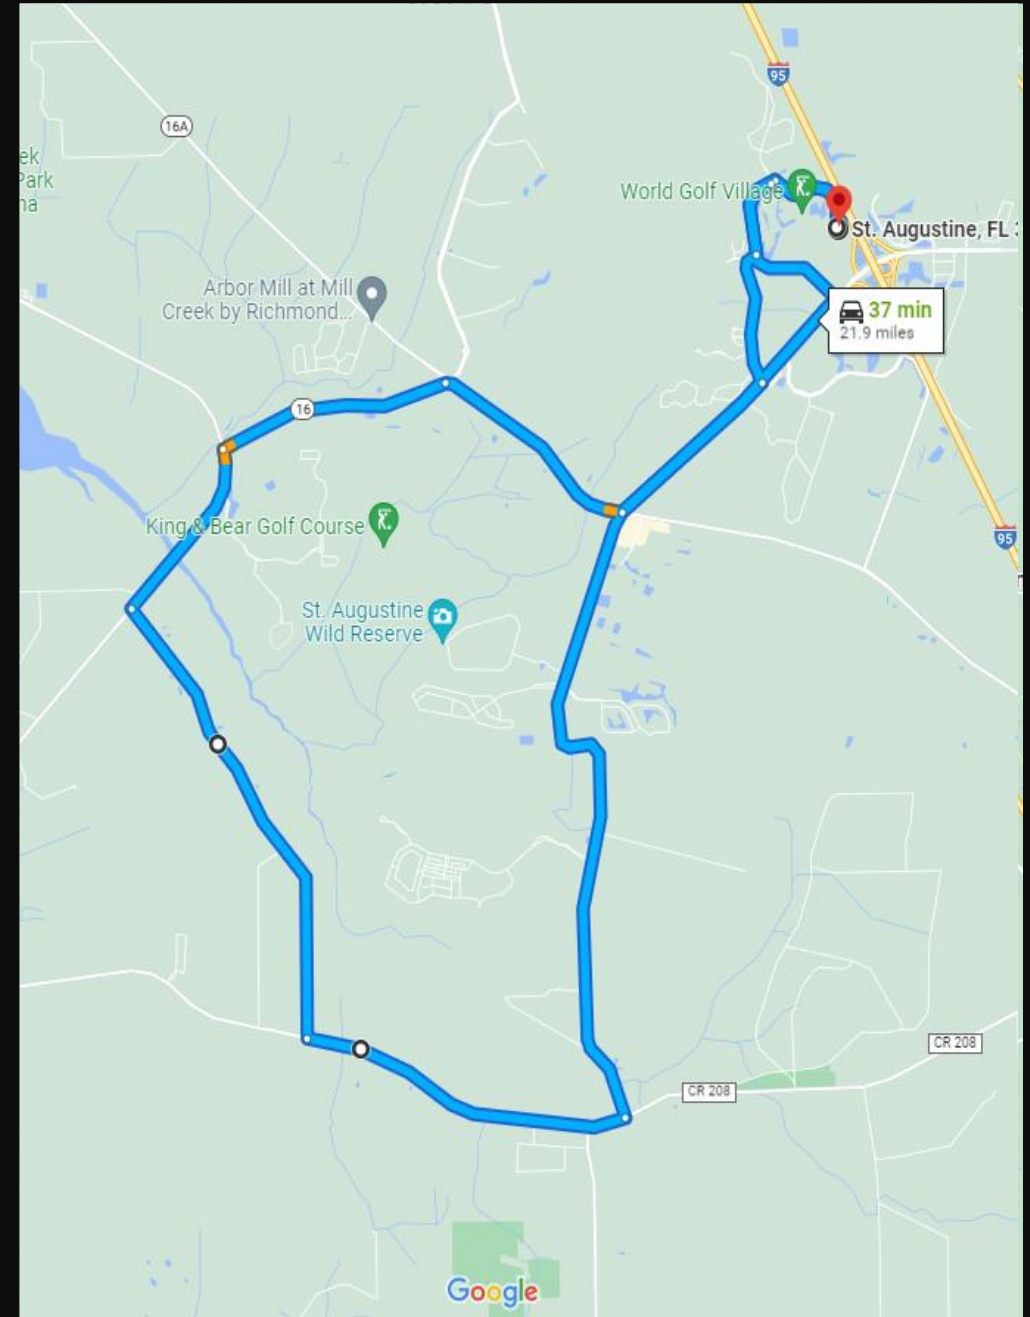 95
16A
ek
Park
na
World Golf Village
St. Augustine, FL
Arbor Mill at Mill
Creek by Richmond...
37 min
21.9 miles
16
King & Bear Golf Course
95
St. Augustine
Wild Reserve
CR 208
CR 208
Google